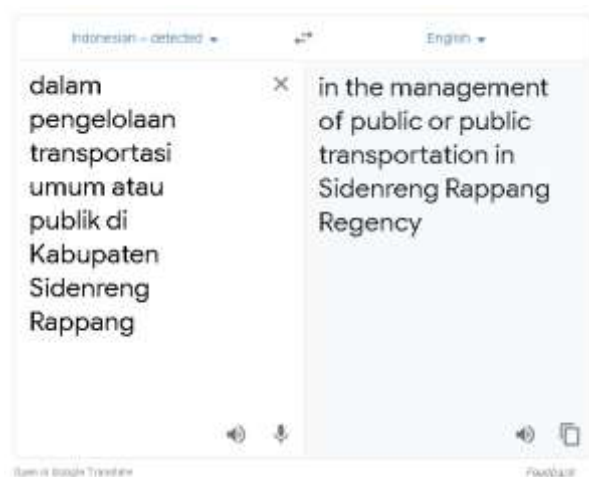 Indonesian – detected
English
dalam
pengelolaan
transportasi
umum atau
publik di
Kabupaten
Sidenreng
Rappang
in the management
of public or public
transportation in
Sidenreng Rappang
Regency
Open in Google Translate
Feedback